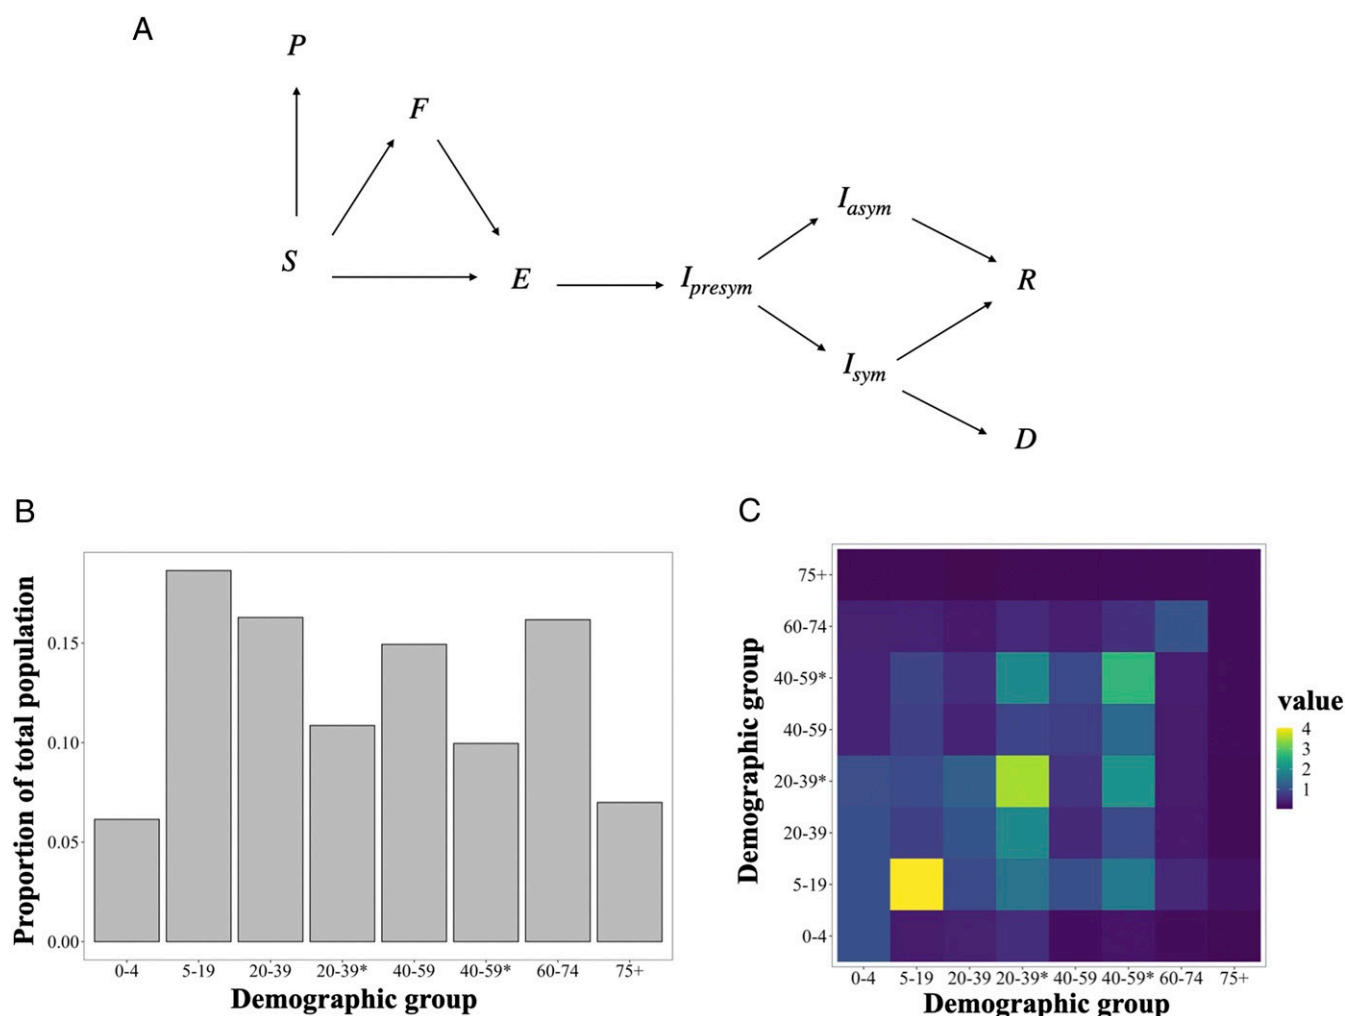 A
P
F
S
E
I_presym
I_asym
I_sym
R
D
B
Proportion of total population
0.15
0.10
0.05
0.00
0-4 5-19 20-39 20-39* 40-59 40-59* 60-74 75+
Demographic group
C
Demographic group
75+
60-74
40-59*
40-59
20-39*
20-39
5-19
0-4
0-4 5-19 20-39 20-39* 40-59 40-59* 60-74 75+
Demographic group
value
4
3
2
1